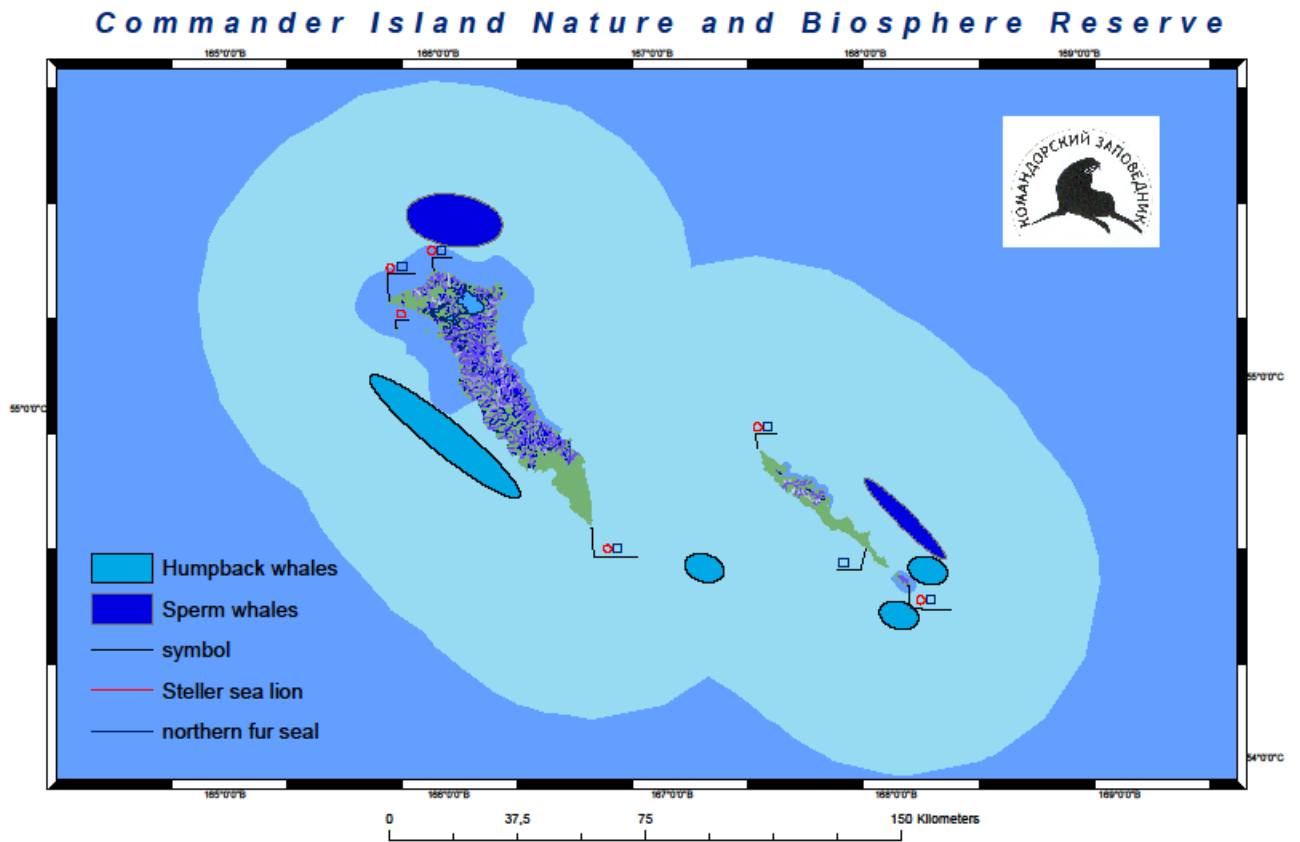 Commander Island Nature and Biosphere Reserve
165°0'0"B 166°0'0"B 167°0'0"B 168°0'0"B 169°0'0"B
КОМАНДОРСКИЙ ЗАПОВЕДНИК
55°0'0"C 55°0'0"C
Humpback whales
Sperm whales
symbol
Steller sea lion
northern fur seal
54°0'0"C
165°0'0"B 166°0'0"B 167°0'0"B 168°0'0"B 169°0'0"B
0 37,5 75 150 Kilometers